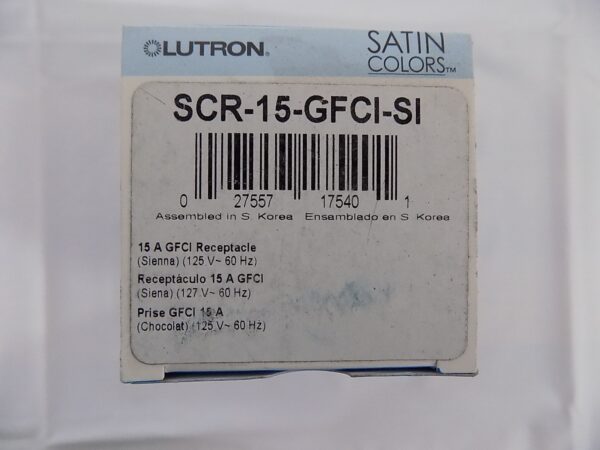 LUTRON®
SATIN
COLORS™
SCR-15-GFCI-SI
0 27557 17540 1
Assembled in S. Korea Ensamblado en S. Korea
15 A GFCI Receptacle
(Sienna) (125 V~ 60 Hz)
Receptáculo 15 A GFCI
(Siena) (127 V~ 60 Hz)
Prise GFCI 15 A
(Chocolat) (125 V~ 60 Hz)